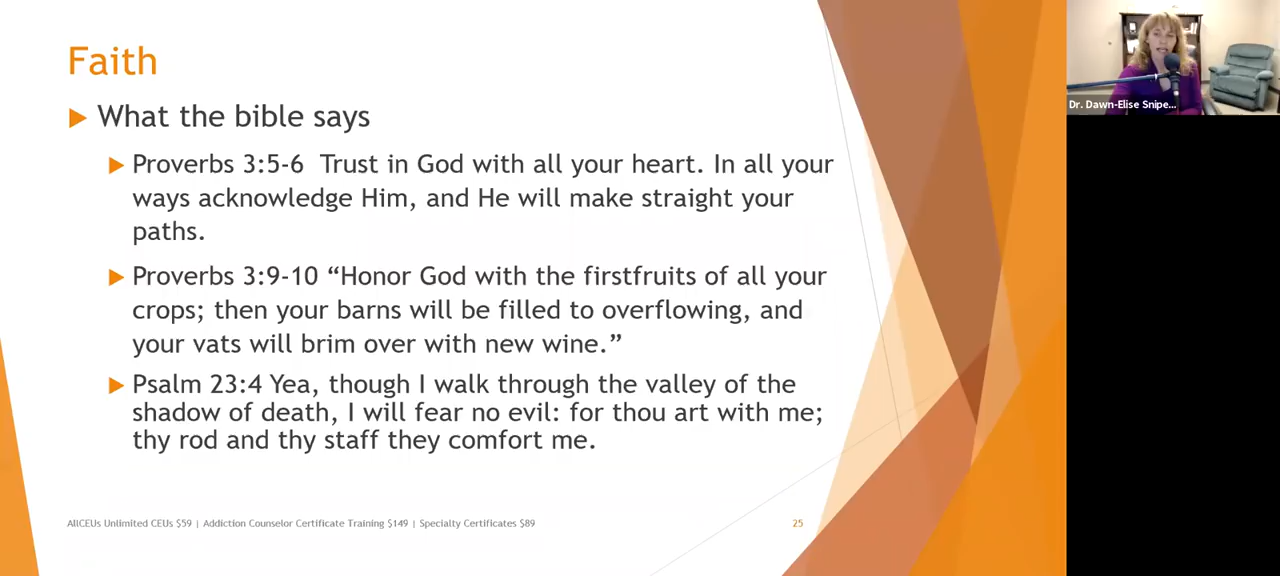 Faith
What the bible says
Proverbs 3:5-6 Trust in God with all your heart. In all your
ways acknowledge Him, and He will make straight your
paths.
Proverbs 3:9-10 “Honor God with the firstfruits of all your
crops; then your barns will be filled to overflowing, and
your vats will brim over with new wine.”
Psalm 23:4 Yea, though I walk through the valley of the
shadow of death, I will fear no evil: for thou art with me;
thy rod and thy staff they comfort me.
AllCEUs Unlimited CEUs $59 | Addiction Counselor Certificate Training $149 | Specialty Certificates $89
25
Dr. Dawn-Elise Snipe...